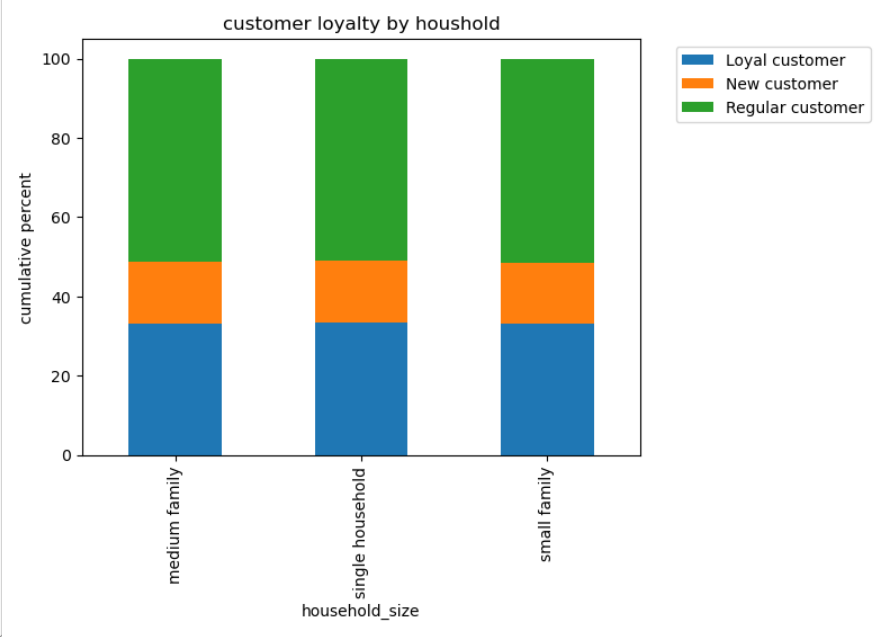 customer loyalty by houshold
Loyal customer
New customer
Regular customer
cumulative percent
100
80
60
40
20
0
medium family
single household
small family
household_size